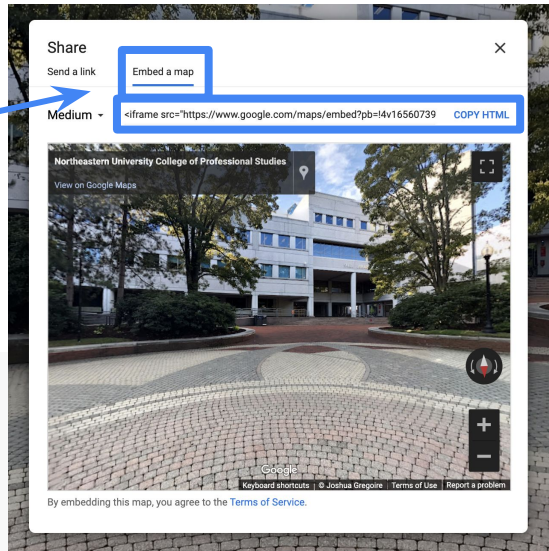 Share
Send a link
Embed a map
Medium
<iframe src="https://www.google.com/maps/embed?pb=!4v16560739
COPY HTML
Northeastern University College of Professional Studies
View on Google Maps
Google
Keyboard shortcuts
© Joshua Gregoire
Terms of Use
Report a problem
By embedding this map, you agree to the Terms of Service.